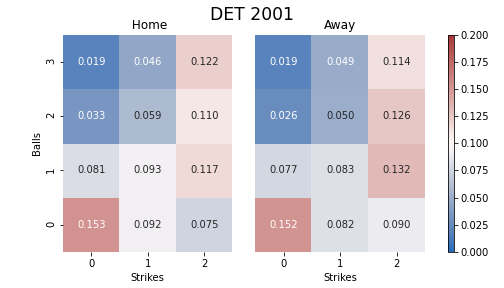 DET 2001
Home Away
Balls
3 0.019 0.046 0.122 0.019 0.049 0.114
2 0.033 0.059 0.110 0.026 0.050 0.126
1 0.081 0.093 0.117 0.077 0.083 0.132
0 0.153 0.092 0.075 0.152 0.082 0.090
0 1 2 0 1 2
Strikes Strikes
0.200
0.175
0.150
0.125
0.100
0.075
0.050
0.025
0.000